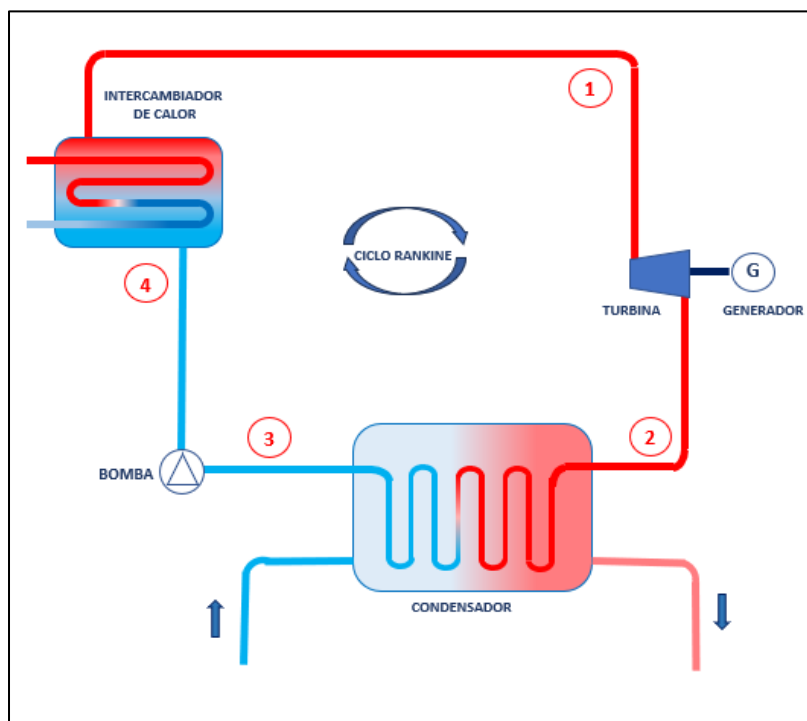 1
INTERCAMBIADOR
DE CALOR
CICLO RANKINE
G
4
TURBINA
GENERADOR
3
2
BOMBA
CONDENSADOR